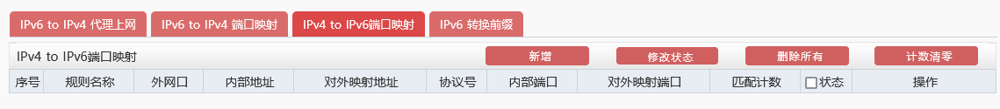 IPv6 to IPv4 代理上网 IPv6 to IPv4 端口映射 IPv4 to IPv6端口映射 IPv6 转换前缀
IPv4 to IPv6端口映射 新增 修改状态 删除所有 计数清零
序号 规则名称 外网口 内部地址 对外映射地址 协议号 内部端口 对外映射端口 匹配计数 状态 操作